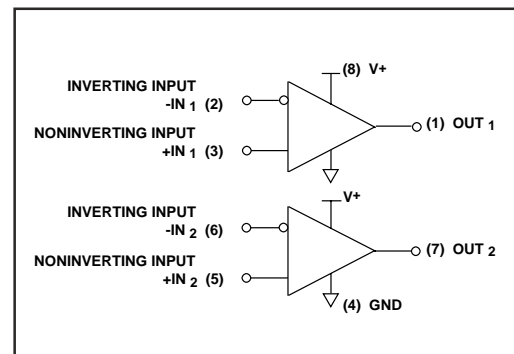 (8) V+
INVERTING INPUT
-IN 1 (2)
(1) OUT 1
NONINVERTING INPUT
+IN 1 (3)
V+
INVERTING INPUT
-IN 2 (6)
(7) OUT 2
NONINVERTING INPUT
+IN 2 (5)
(4) GND